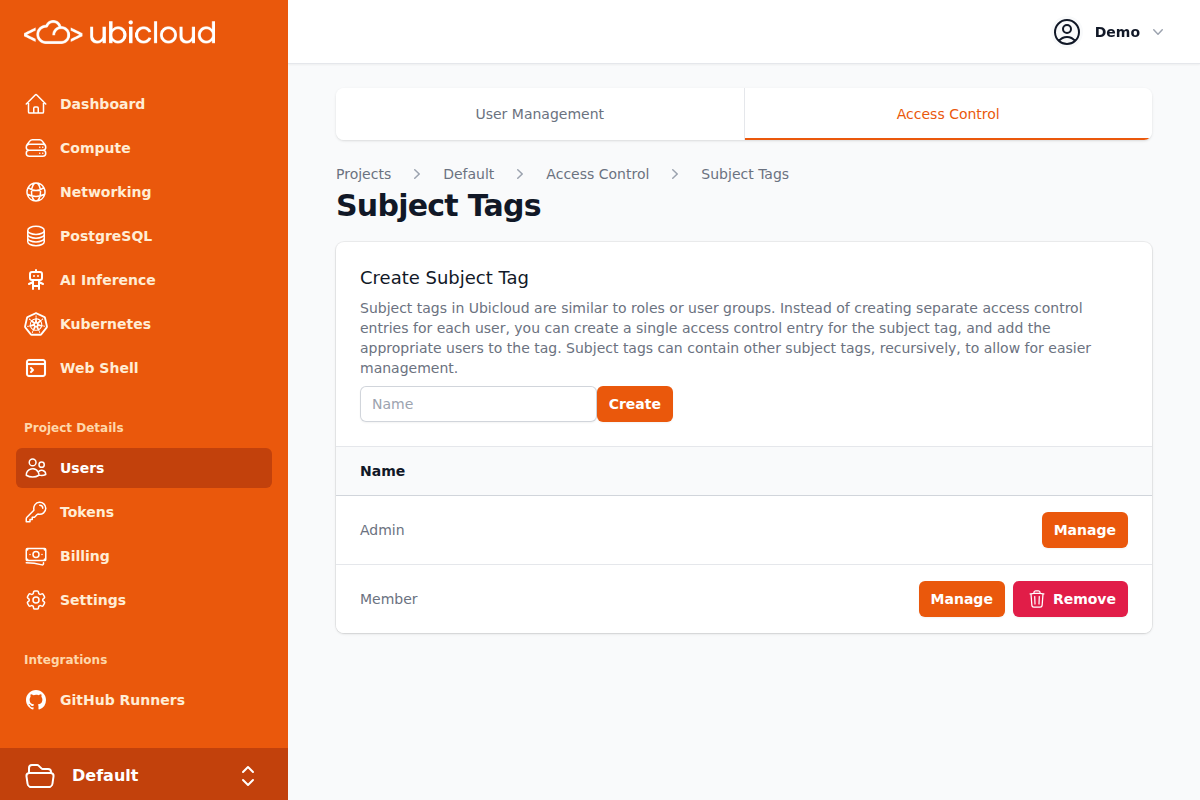 ubicloud
Demo
Dashboard
Compute
Networking
PostgreSQL
AI Inference
Kubernetes
Web Shell
Project Details
Users
Tokens
Billing
Settings
Integrations
GitHub Runners
Default
User Management
Access Control
Projects > Default > Access Control > Subject Tags
Subject Tags
Create Subject Tag
Subject tags in Ubicloud are similar to roles or user groups. Instead of creating separate access control
entries for each user, you can create a single access control entry for the subject tag, and add the
appropriate users to the tag. Subject tags can contain other subject tags, recursively, to allow for easier
management.
Name Create
Name
Admin Manage
Member Manage Remove